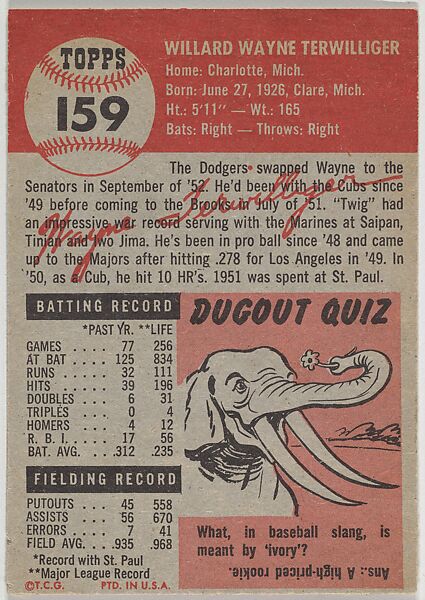 TOPPS
159
WILLARD WAYNE TERWILLIGER
Home: Charlotte, Mich.
Born: June 27, 1926, Clare, Mich.
Ht.: 5'11" — Wt.: 165
Bats: Right — Throws: Right
The Dodgers swapped Wayne to the
Senators in September of '52. He'd been with the Cubs since
'49 before coming to the Brooks in July of '51. "Twig" had
an impressive war record serving with the Marines at Saipan,
Tinian and Iwo Jima. He's been in pro ball since '48 and came
up to the Majors after hitting .278 for Los Angeles in '49. In
'50, as a Cub, he hit 10 HR's. 1951 was spent at St. Paul.
Wayne Terwilliger
BATTING RECORD
*PAST YR. **LIFE
GAMES . . . . 77 256
AT BAT . . . . 125 834
RUNS . . . . 32 111
HITS . . . . 39 196
DOUBLES . . 6 31
TRIPLES . . . 0 4
HOMERS . . . 4 12
R. B. I. . . . . 17 56
BAT. AVG. . . .312 .235
FIELDING RECORD
PUTOUTS . . . 45 558
ASSISTS . . . 56 670
ERRORS . . . 7 41
FIELD AVG. . . .935 .968
*Record with St. Paul
**Major League Record
©T.C.G. PTD. IN U.S.A.
DUGOUT QUIZ
What, in baseball slang, is
meant by 'ivory'?
Ans.: A high-priced rookie.